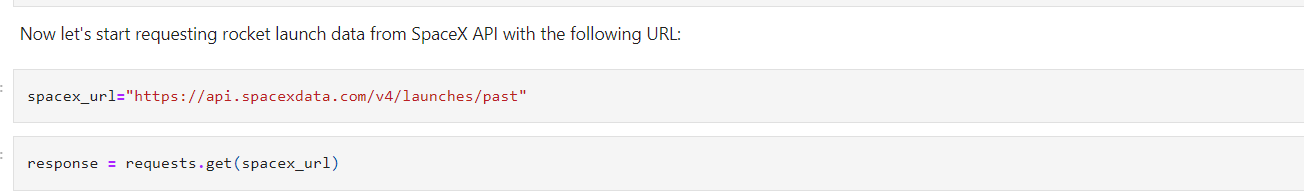 Now let's start requesting rocket launch data from SpaceX API with the following URL:
spacex_url="https://api.spacexdata.com/v4/launches/past"
response = requests.get(spacex_url)